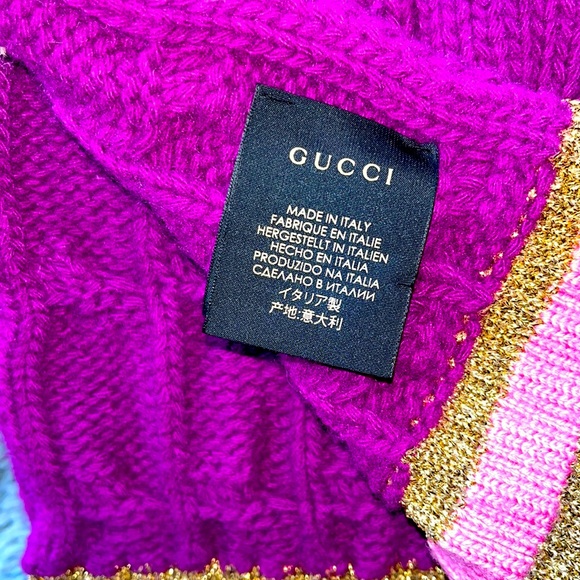 GUCCI
MADE IN ITALY
FABRIQUE EN ITALIE
HERGESTELLT IN ITALIEN
HECHO EN ITALIA
PRODUZIDO NA ITALIA
СДЕЛАНО В ИТАЛИИ
イタリア製
产地:意大利